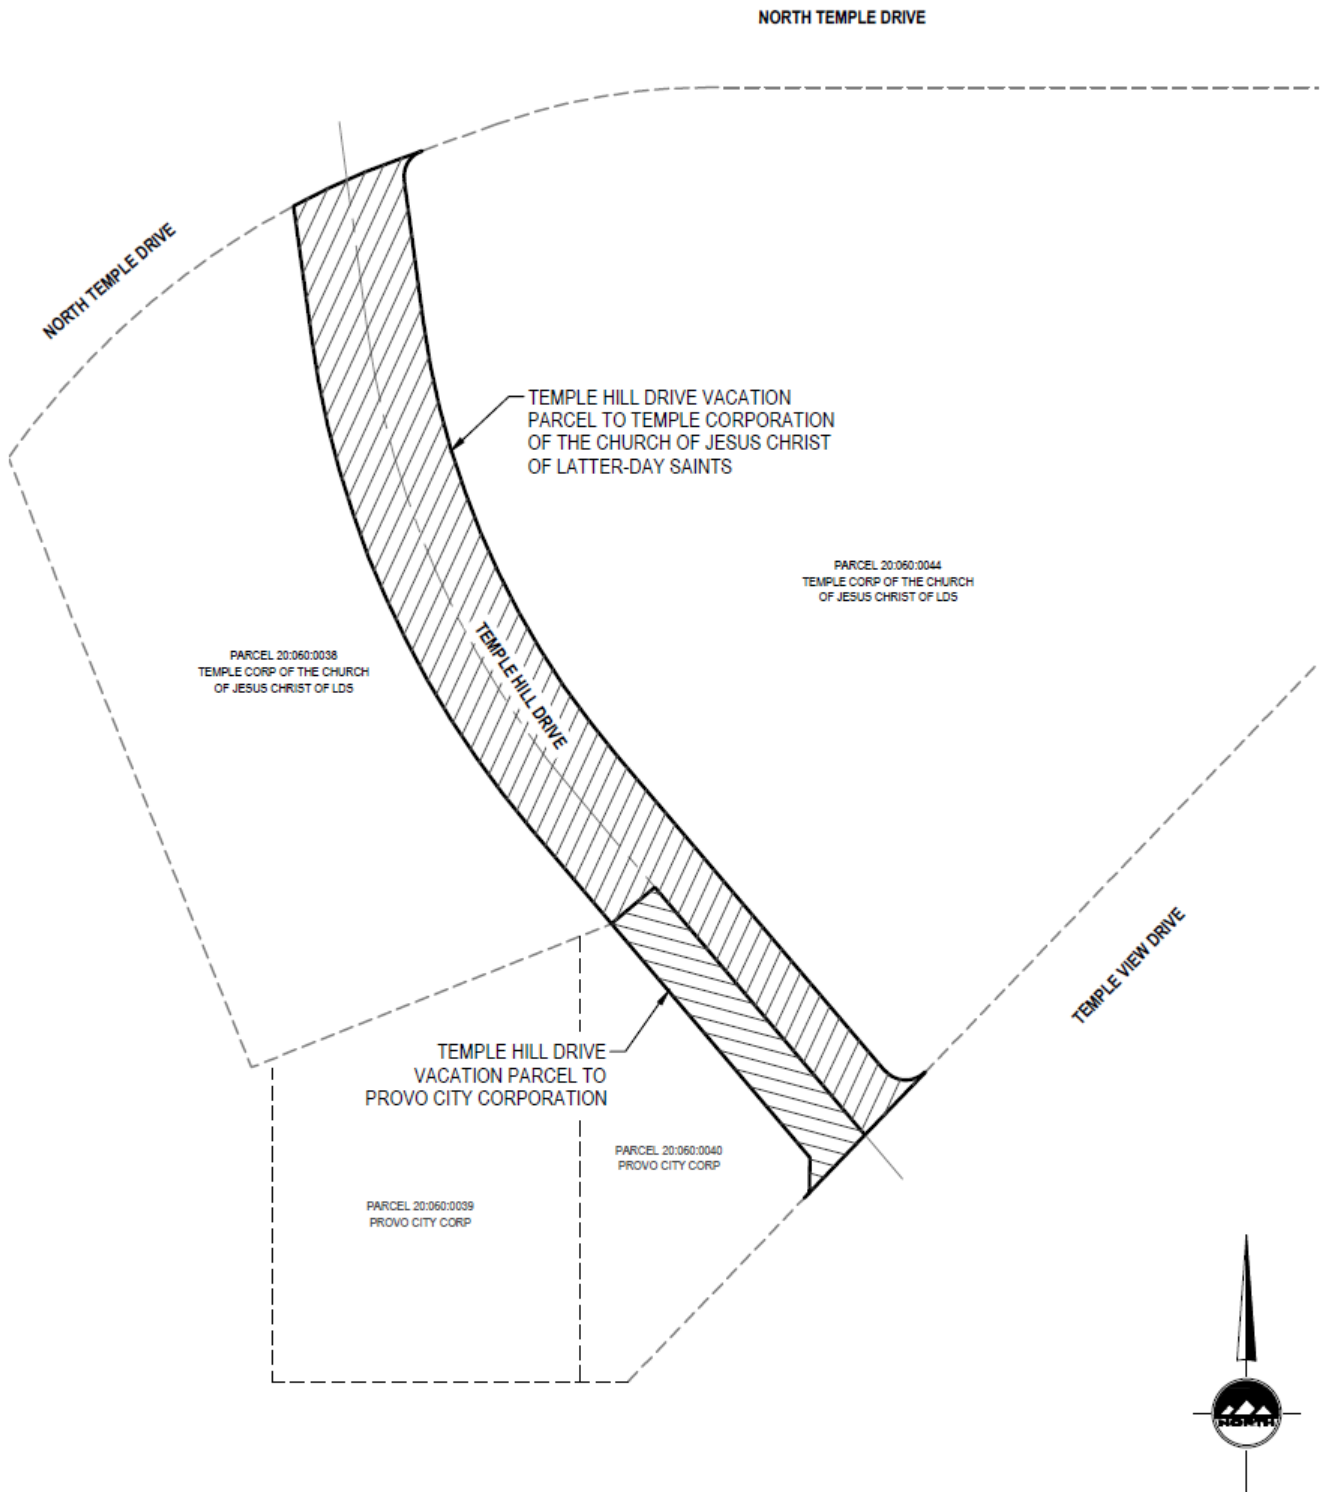 NORTH TEMPLE DRIVE
NORTH TEMPLE DRIVE
TEMPLE HILL DRIVE VACATION
PARCEL TO TEMPLE CORPORATION
OF THE CHURCH OF JESUS CHRIST
OF LATTER-DAY SAINTS
PARCEL 20:060:0044
TEMPLE CORP OF THE CHURCH
OF JESUS CHRIST OF LDS
TEMPLE HILL DRIVE
PARCEL 20:060:0038
TEMPLE CORP OF THE CHURCH
OF JESUS CHRIST OF LDS
TEMPLE VIEW DRIVE
TEMPLE HILL DRIVE
VACATION PARCEL TO
PROVO CITY CORPORATION
PARCEL 20:060:0040
PROVO CITY CORP
PARCEL 20:060:0039
PROVO CITY CORP
NORTH